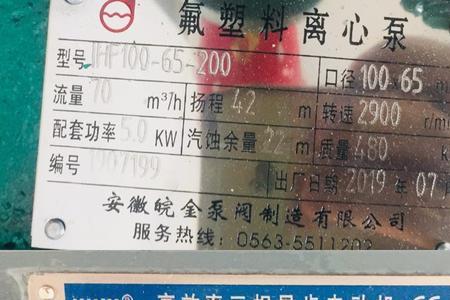 氟塑料离心泵
型号 IHF100-65-200 口径 100-65 m
流量 70 m³/h 扬程 42 m 转速 2900 r/mi
配套功率 5.0 KW 汽蚀余量 m 质量 480 k
编号 1907199 出厂日期 2019 年 07
安徽皖金泵阀制造有限公司
服务热线: 0563-5511202